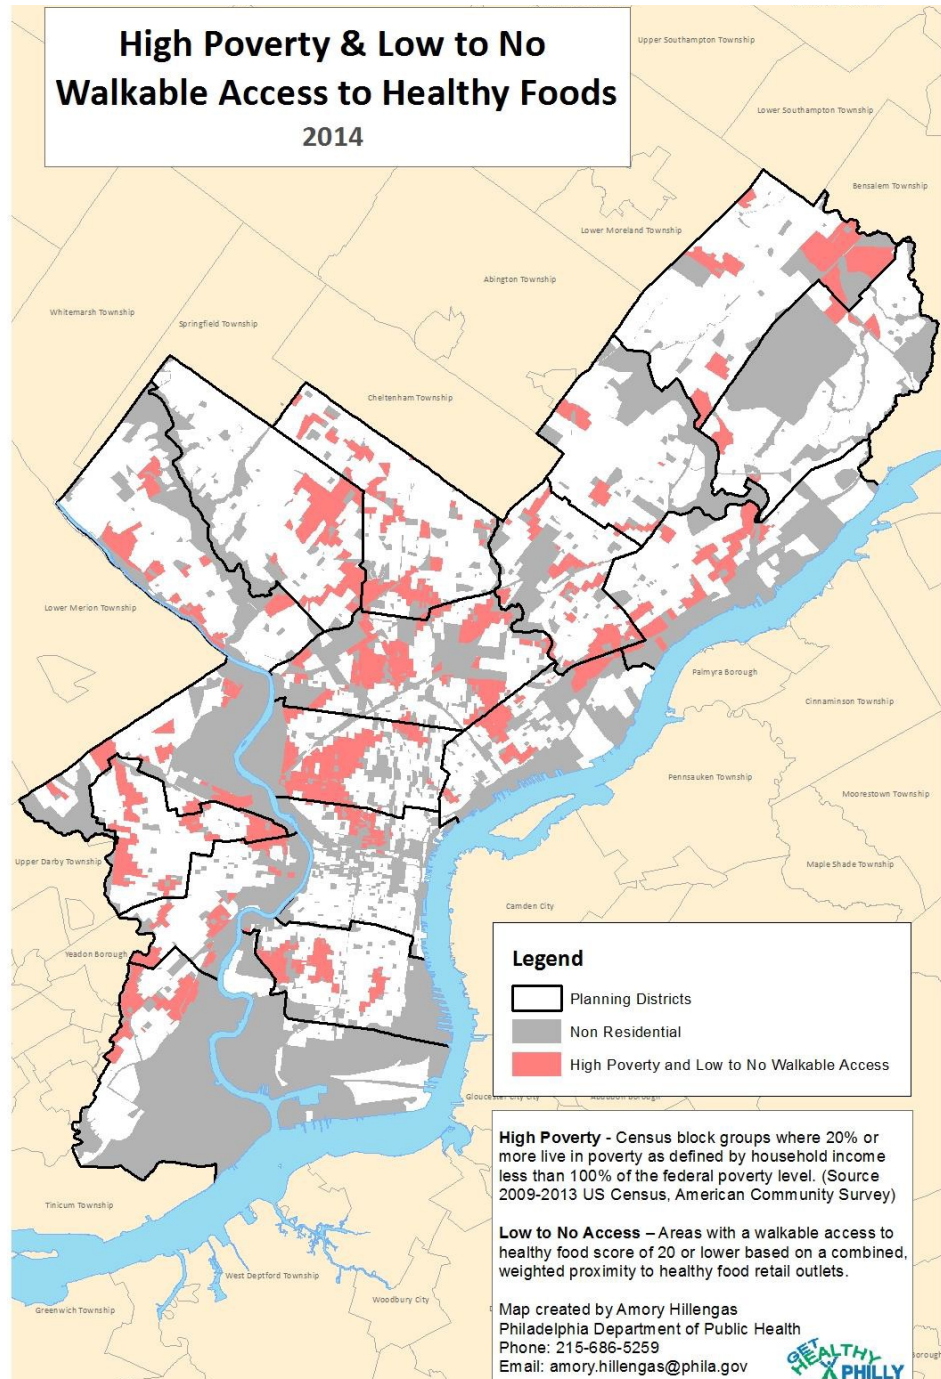 High Poverty & Low to No
Walkable Access to Healthy Foods
2014
Upper Southampton Township
Lower Southampton Township
Bensalem Township
Lower Moreland Township
Abington Township
Whitemarsh Township
Springfield Township
Cheltenham Township
Lower Merion Township
Palmyra Borough
Cinnaminson Township
Pennsauken Township
Moorestown Township
Upper Darby Township
Maple Shade Township
Camden City
Yeadon Borough
Legend
Planning Districts
Non Residential
High Poverty and Low to No Walkable Access
Gloucester City City
High Poverty - Census block groups where 20% or
more live in poverty as defined by household income
less than 100% of the federal poverty level. (Source
2009-2013 US Census, American Community Survey)
Low to No Access – Areas with a walkable access to
healthy food score of 20 or lower based on a combined,
weighted proximity to healthy food retail outlets.
Map created by Amory Hillengas
Philadelphia Department of Public Health
Phone: 215-686-5259
Email: amory.hillengas@phila.gov
GET
HEALTHY
PHILLY
Tinicum Township
West Deptford Township
Woodbury City
Greenwich Township